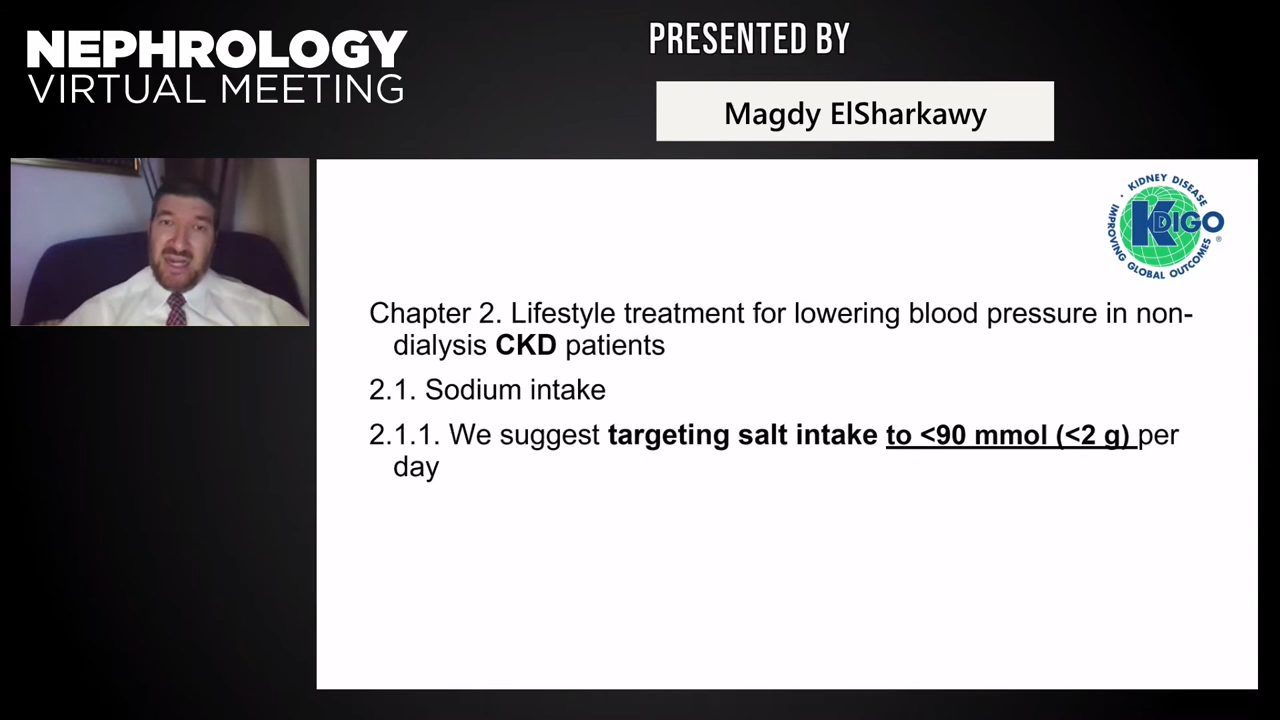 NEPHROLOGY
VIRTUAL MEETING
PRESENTED BY
Magdy ElSharkawy
KIDNEY DISEASE
KDIGO
®
IMPROVING GLOBAL OUTCOMES
Chapter 2. Lifestyle treatment for lowering blood pressure in non-
dialysis CKD patients
2.1. Sodium intake
2.1.1. We suggest targeting salt intake to <90 mmol (<2 g) per
day